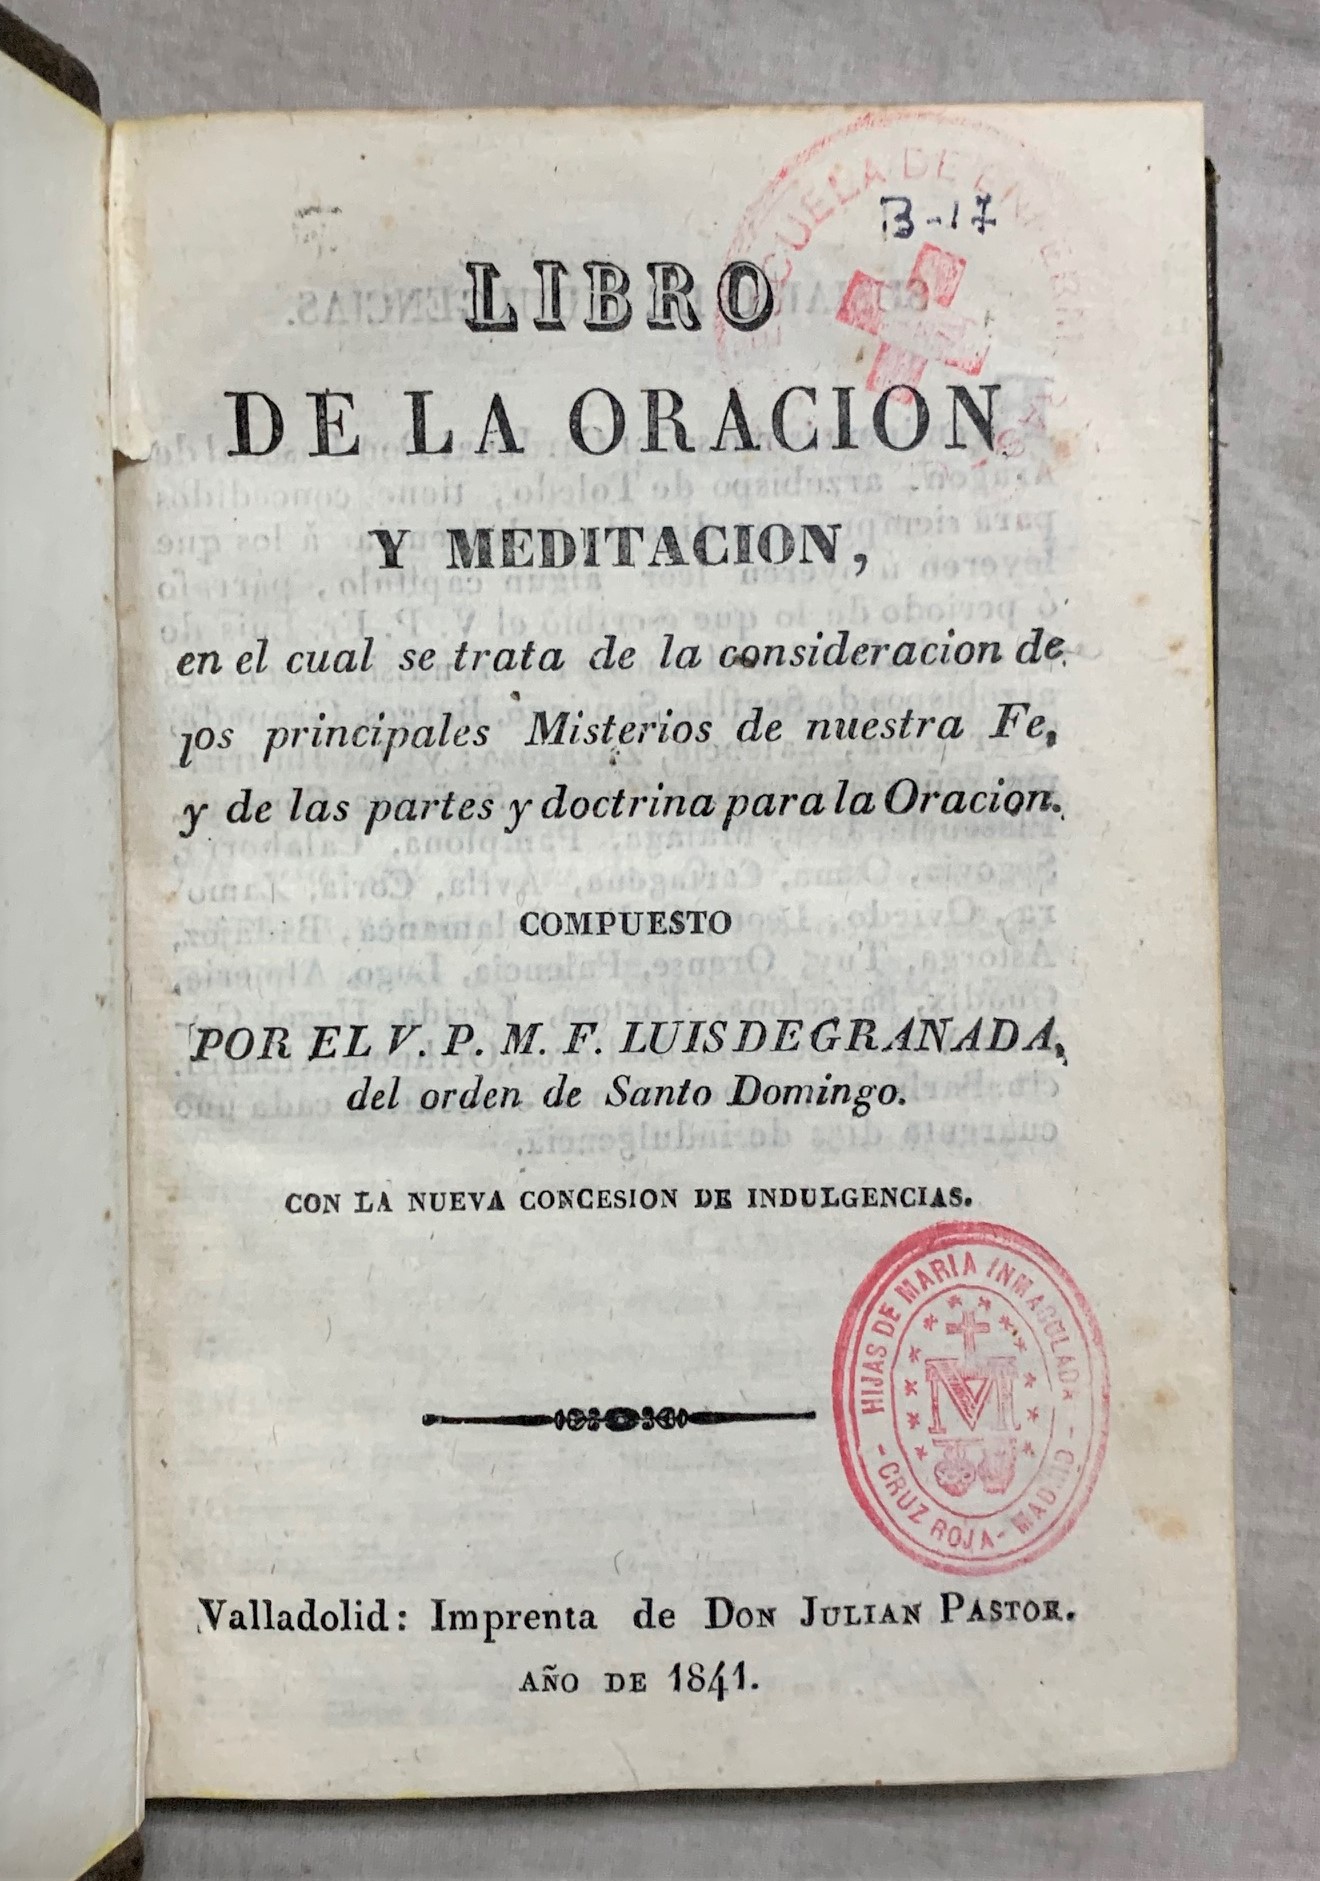 B-17
LIBRO
DE LA ORACION
Y MEDITACION,
en el cual se trata de la consideracion de
los principales Misterios de nuestra Fe,
y de las partes y doctrina para la Oracion.
COMPUESTO
POR EL V. P. M. F. LUIS DE GRANADA,
del orden de Santo Domingo.
CON LA NUEVA CONCESION DE INDULGENCIAS.
HIJAS DE MARIA INMACULADA
- CRUZ ROJA - MADRID -
Valladolid: Imprenta de DON JULIAN PASTOR.
AÑO DE 1841.